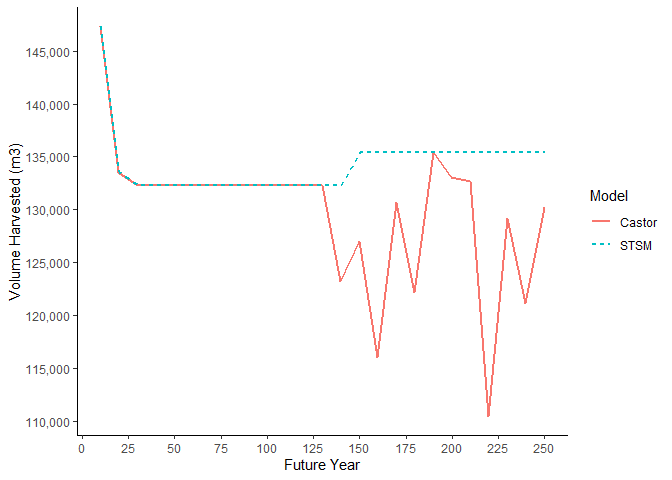 Volume Harvested (m3)
145,000
140,000
135,000
130,000
125,000
120,000
115,000
110,000
0 25 50 75 100 125 150 175 200 225 250
Future Year
Model
Castor
STSM